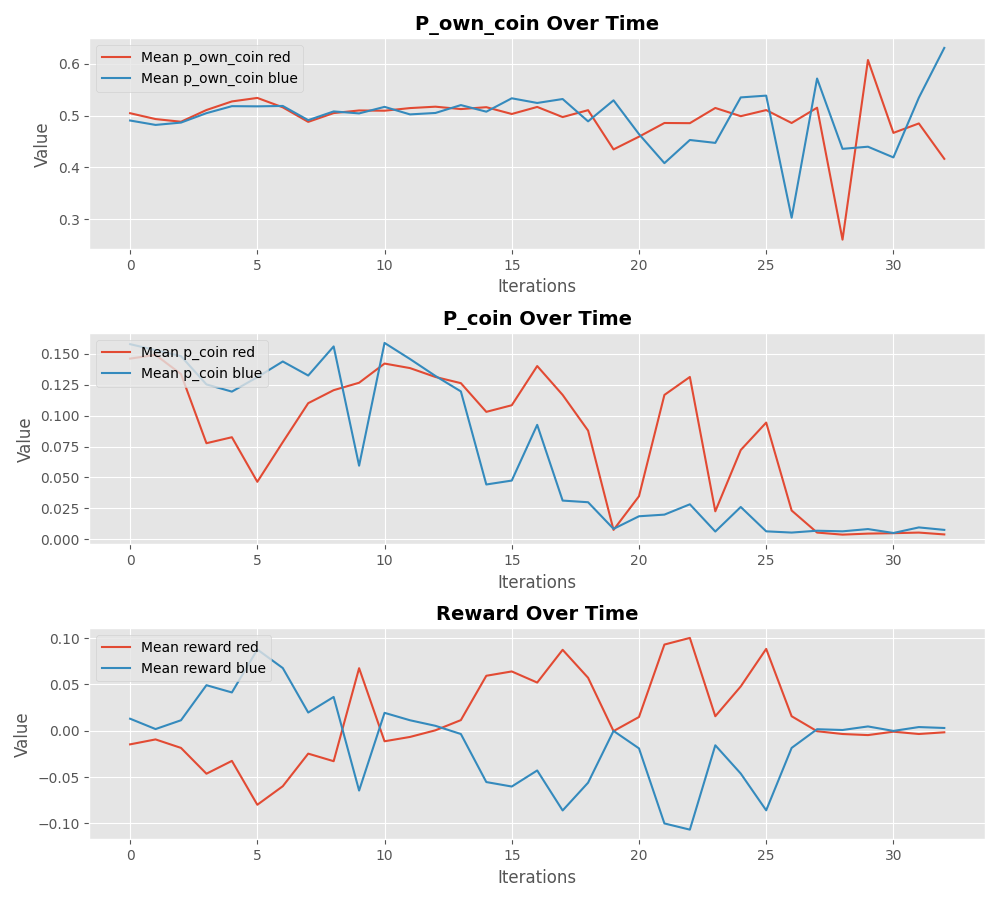 P_own_coin Over Time
Mean p_own_coin red
Mean p_own_coin blue
0.6
0.5
0.4
0.3
Value
0 5 10 15 20 25 30
Iterations
P_coin Over Time
Mean p_coin red
Mean p_coin blue
0.150
0.125
0.100
0.075
0.050
0.025
0.000
Value
0 5 10 15 20 25 30
Iterations
Reward Over Time
Mean reward red
Mean reward blue
0.10
0.05
0.00
−0.05
−0.10
Value
0 5 10 15 20 25 30
Iterations